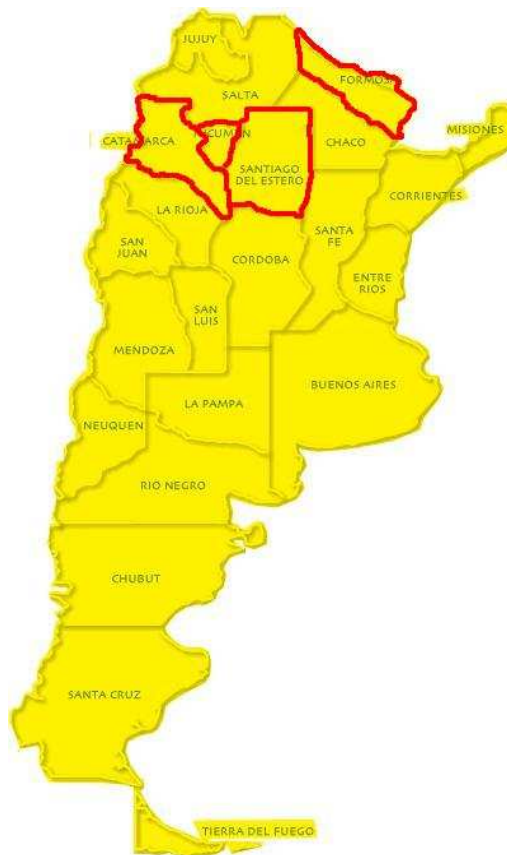 JUJUY
FORMOSA
SALTA
MISIONES
CATAMARCA
TUCUMÁN
CHACO
SANTIAGO
DEL ESTERO
CORRIENTES
LA RIOJA
SANTA
FE
SAN
JUAN
CORDOBA
ENTRE
RIOS
SAN
LUIS
MENDOZA
BUENOS AIRES
LA PAMPA
NEUQUEN
RIO NEGRO
CHUBUT
SANTA CRUZ
TIERRA DEL FUEGO